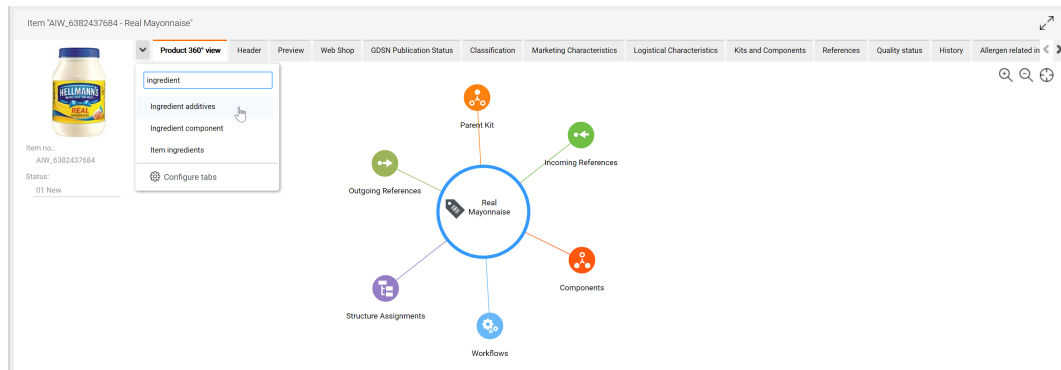 Item "AIW_6382437684 - Real Mayonnaise"
Product 360° view
Header
Preview
Web Shop
GDSN Publication Status
Classification
Marketing Characteristics
Logistical Characteristics
Kits and Components
References
Quality status
History
Allergen related in
HELLMANN'S
REAL
ingredient
Ingredient additives
Ingredient component
Item ingredients
Configure tabs
Item no.:
AIW_6382437684
Status:
01 New
Parent Kit
Incoming References
Outgoing References
Real
Mayonnaise
Components
Structure Assignments
Workflows